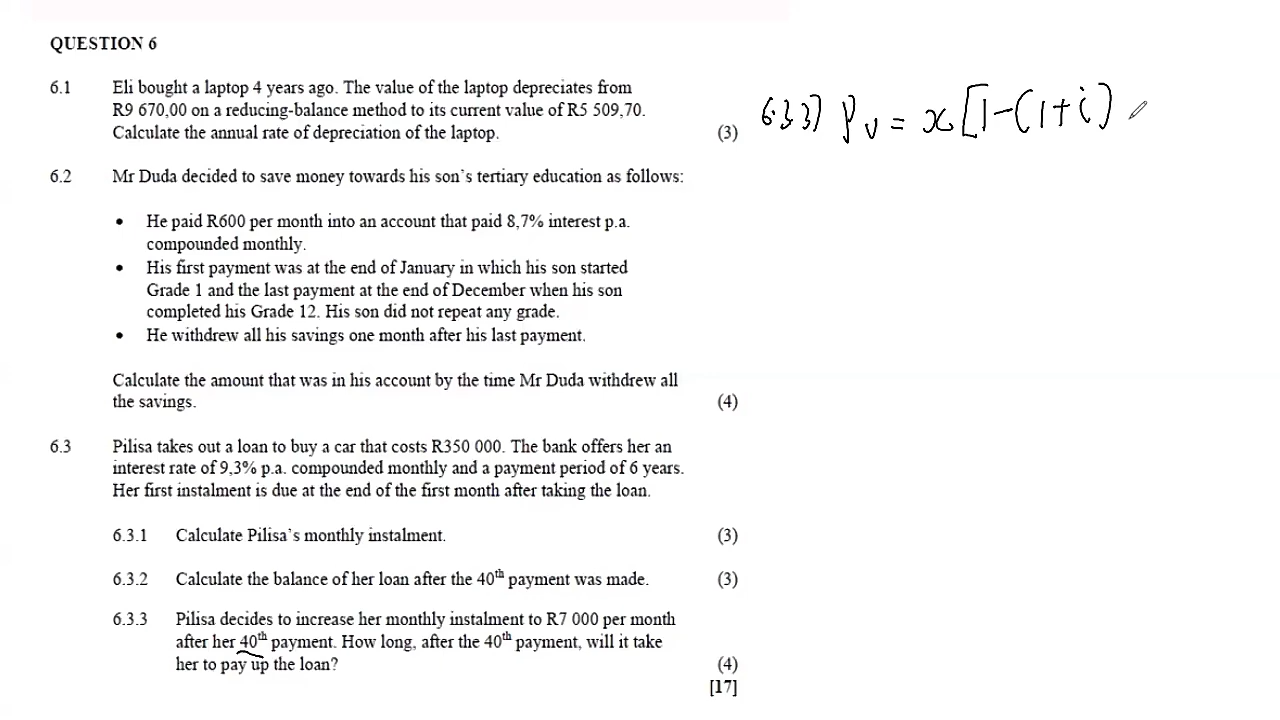 QUESTION 6
6.1 Eli bought a laptop 4 years ago. The value of the laptop depreciates from
R9 670,00 on a reducing-balance method to its current value of R5 509,70.
Calculate the annual rate of depreciation of the laptop. (3)
6.3.3) Pv = x[1-(1+i)
6.2 Mr Duda decided to save money towards his son's tertiary education as follows:
• He paid R600 per month into an account that paid 8,7% interest p.a.
compounded monthly.
• His first payment was at the end of January in which his son started
Grade 1 and the last payment at the end of December when his son
completed his Grade 12. His son did not repeat any grade.
• He withdrew all his savings one month after his last payment.
Calculate the amount that was in his account by the time Mr Duda withdrew all
the savings. (4)
6.3 Pilisa takes out a loan to buy a car that costs R350 000. The bank offers her an
interest rate of 9,3% p.a. compounded monthly and a payment period of 6 years.
Her first instalment is due at the end of the first month after taking the loan.
6.3.1 Calculate Pilisa's monthly instalment. (3)
6.3.2 Calculate the balance of her loan after the 40th payment was made. (3)
6.3.3 Pilisa decides to increase her monthly instalment to R7 000 per month
after her 40th payment. How long, after the 40th payment, will it take
her to pay up the loan? (4)
[17]